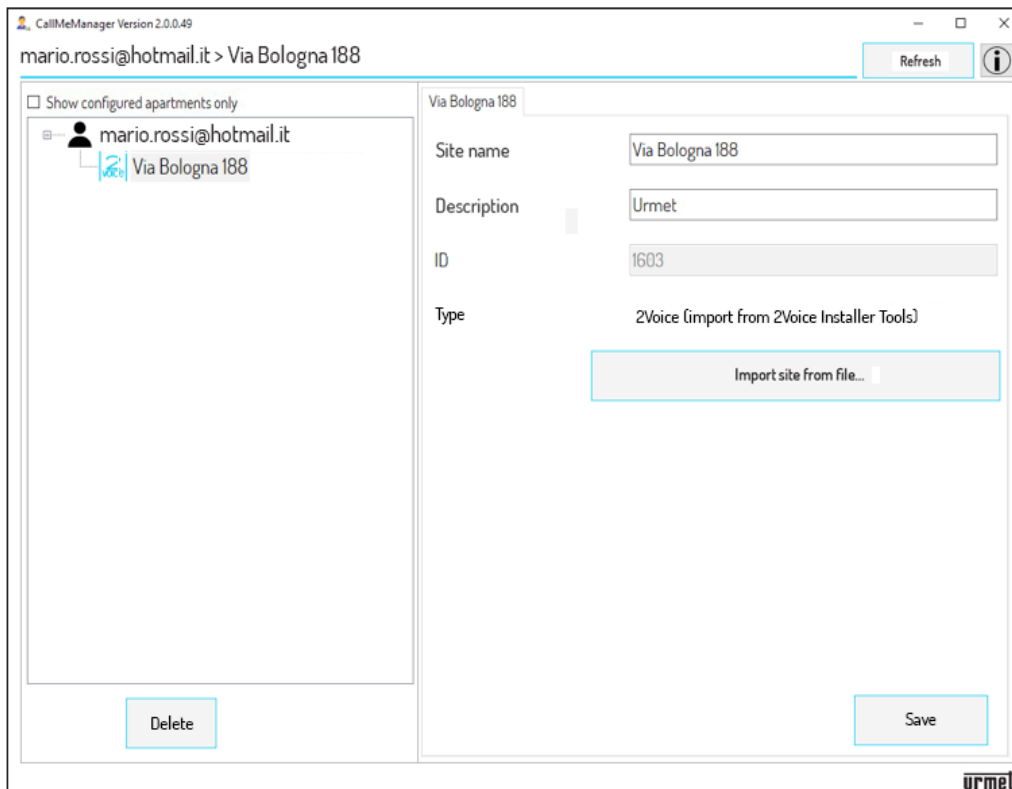 CallMeManager Version 2.0.0.49
mario.rossi@hotmail.it > Via Bologna 188
Refresh
i
Show configured apartments only
mario.rossi@hotmail.it
2 voice Via Bologna 188
Delete
Via Bologna 188
Site name Via Bologna 188
Description Urmet
ID 1603
Type 2Voice (import from 2Voice Installer Tools)
Import site from file...
Save
urmet